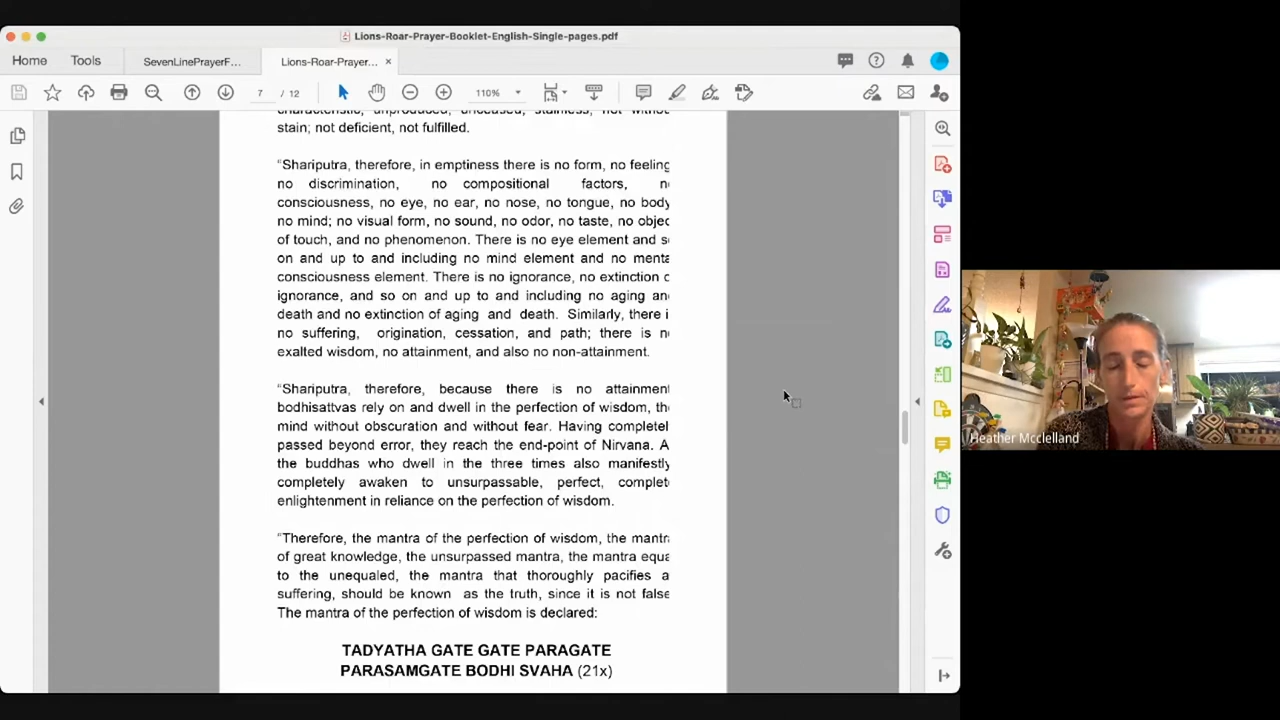 Lions-Roar-Prayer-Booklet-English-Single-pages.pdf
Home Tools SevenLinePrayerF... Lions-Roar-Prayer... ×
7 / 12 110%
stain; not deficient, not fulfilled.
“Shariputra, therefore, in emptiness there is no form, no feeling
no discrimination, no compositional factors, n
consciousness, no eye, no ear, no nose, no tongue, no body
no mind; no visual form, no sound, no odor, no taste, no objec
of touch, and no phenomenon. There is no eye element and s
on and up to and including no mind element and no menta
consciousness element. There is no ignorance, no extinction o
ignorance, and so on and up to and including no aging an
death and no extinction of aging and death. Similarly, there i
no suffering, origination, cessation, and path; there is n
exalted wisdom, no attainment, and also no non-attainment.
“Shariputra, therefore, because there is no attainment
bodhisattvas rely on and dwell in the perfection of wisdom, th
mind without obscuration and without fear. Having completel
passed beyond error, they reach the end-point of Nirvana. A
the buddhas who dwell in the three times also manifestly
completely awaken to unsurpassable, perfect, complet
enlightenment in reliance on the perfection of wisdom.
“Therefore, the mantra of the perfection of wisdom, the mantra
of great knowledge, the unsurpassed mantra, the mantra equa
to the unequaled, the mantra that thoroughly pacifies a
suffering, should be known as the truth, since it is not false
The mantra of the perfection of wisdom is declared:
TADYATHA GATE GATE PARAGATE
PARASAMGATE BODHI SVAHA (21x)
Heather Mcclelland